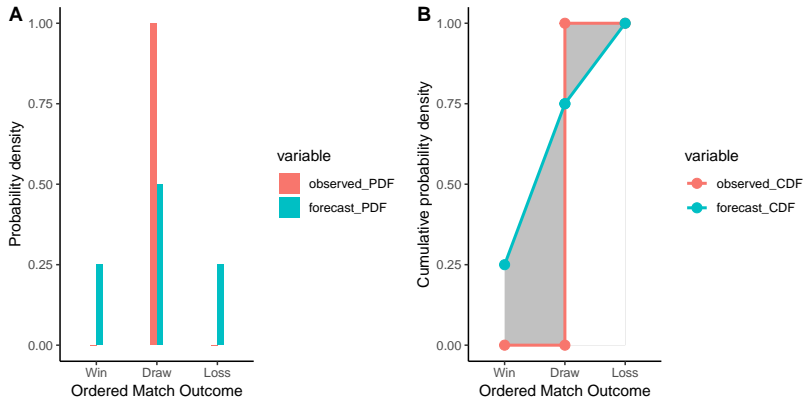 A
1.00
0.75
0.50
0.25
0.00
Probability density
Win Draw Loss
Ordered Match Outcome
variable
observed_PDF
forecast_PDF
B
1.00
0.75
0.50
0.25
0.00
Cumulative probability density
Win Draw Loss
Ordered Match Outcome
variable
observed_CDF
forecast_CDF